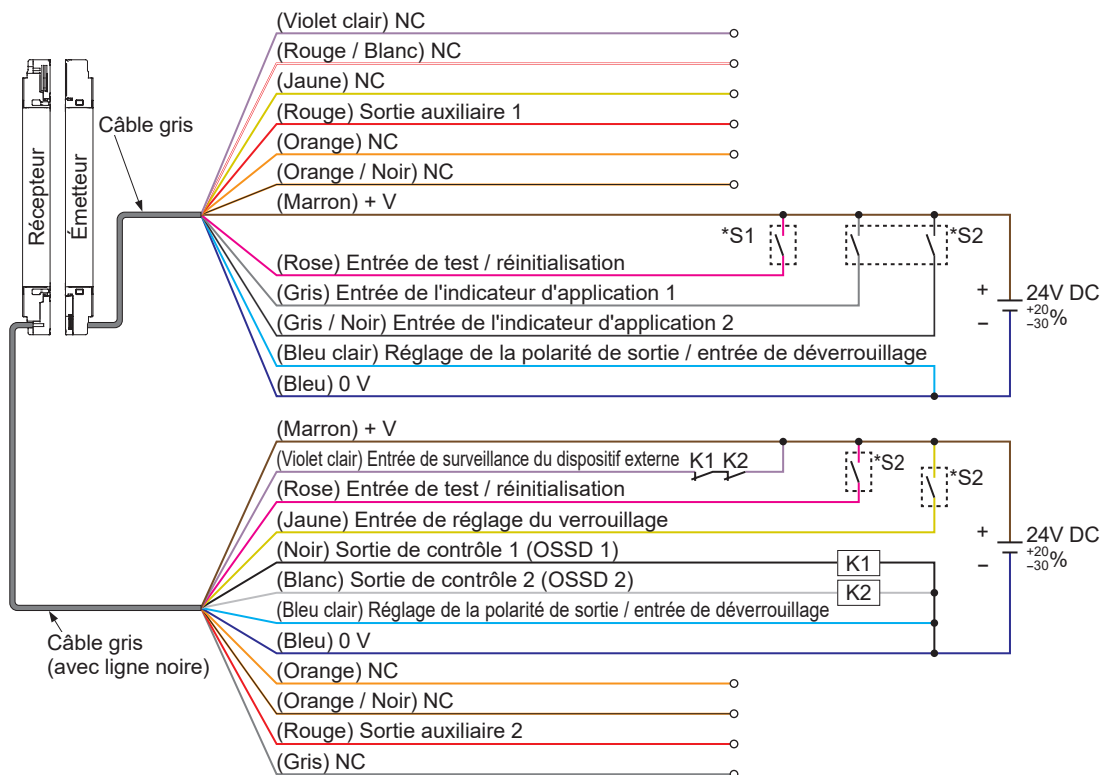 (Violet clair) NC
(Rouge / Blanc) NC
(Jaune) NC
(Rouge) Sortie auxiliaire 1
(Orange) NC
(Orange / Noir) NC
(Marron) + V
Câble gris
Récepteur
Émetteur
*S1
*S2
(Rose) Entrée de test / réinitialisation
(Gris) Entrée de l'indicateur d'application 1
(Gris / Noir) Entrée de l'indicateur d'application 2
(Bleu clair) Réglage de la polarité de sortie / entrée de déverrouillage
(Bleu) 0 V
+
24V DC
–
+20
–30 %
(Marron) + V
(Violet clair) Entrée de surveillance du dispositif externe
K1 K2
*S2
*S2
(Rose) Entrée de test / réinitialisation
(Jaune) Entrée de réglage du verrouillage
(Noir) Sortie de contrôle 1 (OSSD 1)
K1
(Blanc) Sortie de contrôle 2 (OSSD 2)
K2
(Bleu clair) Réglage de la polarité de sortie / entrée de déverrouillage
(Bleu) 0 V
+
24V DC
–
+20
–30 %
Câble gris
(avec ligne noire)
(Orange) NC
(Orange / Noir) NC
(Rouge) Sortie auxiliaire 2
(Gris) NC